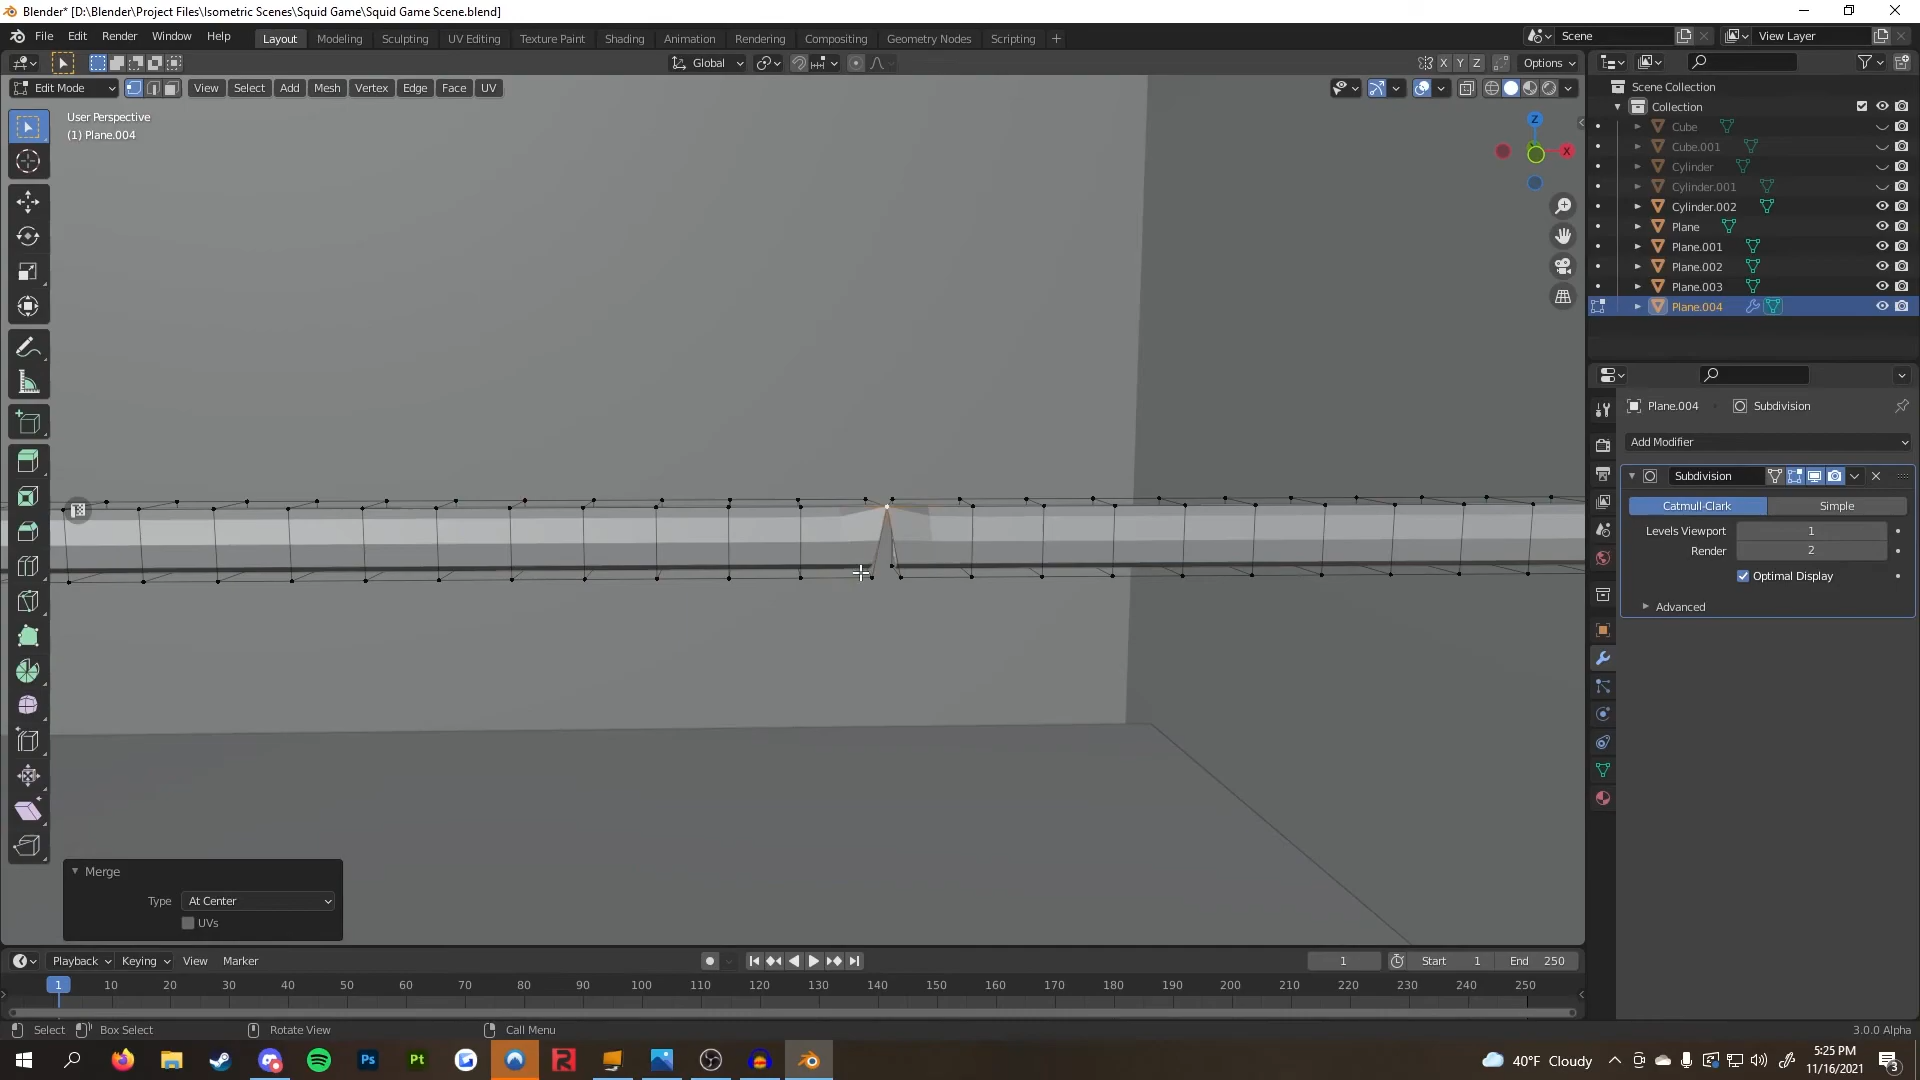 Blender* [D:\Blender\Project Files\Isometric Scenes\Squid Game\Squid Game Scene.blend]
File Edit Render Window Help Layout Modeling Sculpting UV Editing Texture Paint Shading Animation Rendering Compositing Geometry Nodes Scripting + Scene View Layer
Global X Y Z Options
Edit Mode View Select Add Mesh Vertex Edge Face UV
User Perspective
(1) Plane.004
Z
X
Scene Collection
Collection
Cube
Cube.001
Cylinder
Cylinder.001
Cylinder.002
Plane
Plane.001
Plane.002
Plane.003
Plane.004
Plane.004 Subdivision
Add Modifier
Subdivision
Catmull-Clark Simple
Levels Viewport 1
Render 2
Optimal Display
Advanced
Merge
Type At Center
UVs
Playback Keying View Marker 1 Start 1 End 250
1 10 20 30 40 50 60 70 80 90 100 110 120 130 140 150 160 170 180 190 200 210 220 230 240 250
Select Box Select Rotate View Call Menu 3.0.0 Alpha
Ps Pt 40°F Cloudy 5:25 PM
11/16/2021
3